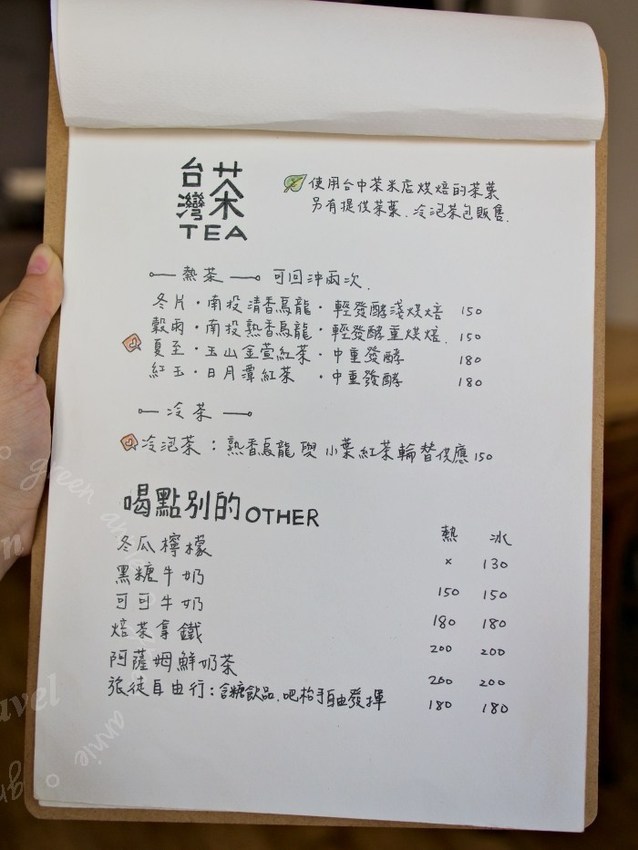 台灣茶
TEA
使用台中茶米店烘焙的茶葉
另有提供茶葉.冷泡茶包販售.
熱茶 可回沖兩次.
冬片・南投清香烏龍・輕發酵淺烘焙 150
穀雨・南投熟香烏龍・輕發酵重烘焙. 150
夏至・玉山金萱紅茶・中重發酵 180
紅玉・日月潭紅茶・中重發酵 180
冷茶
冷泡茶：熟香烏龍 小葉紅茶輪替供應 150
喝點別的 OTHER
熱 冰
冬瓜檸檬 x 130
黑糖牛奶 150 150
可可牛奶 180 180
焙茶拿鐵 200 200
阿薩姆鮮奶茶 200 200
張徒自由行：含糖飲品.吧枱手自由發揮 180 180
green annie
travel
annie